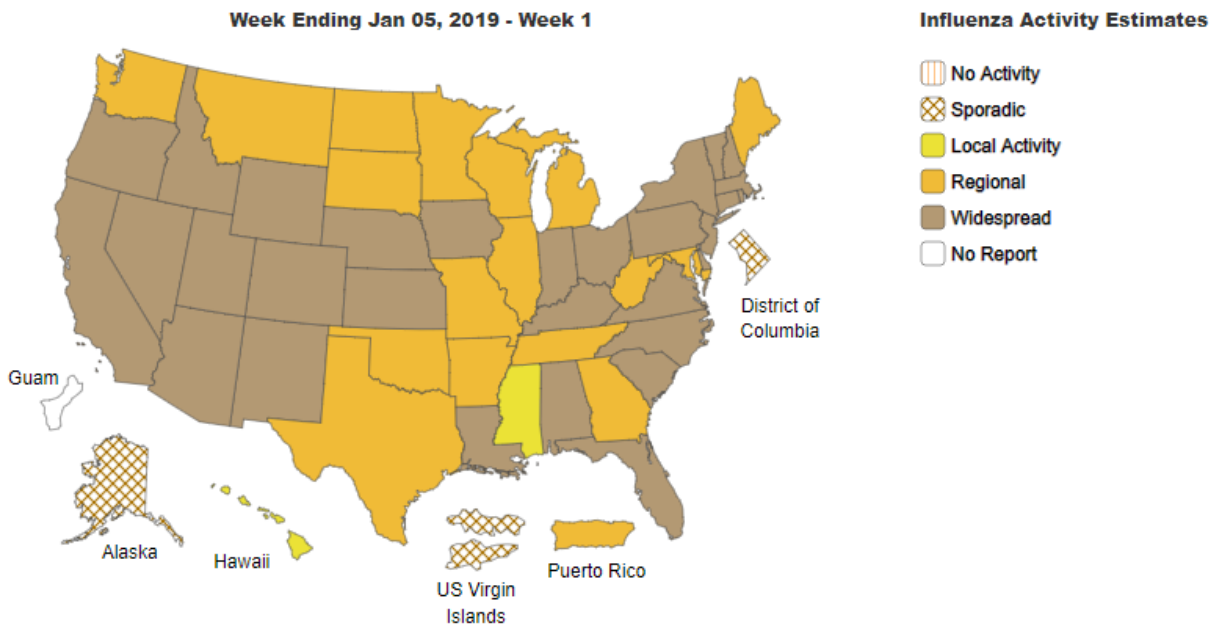 Week Ending Jan 05, 2019 - Week 1
Influenza Activity Estimates
No Activity
Sporadic
Local Activity
Regional
Widespread
No Report
District of
Columbia
Guam
Alaska
Hawaii
US Virgin
Islands
Puerto Rico